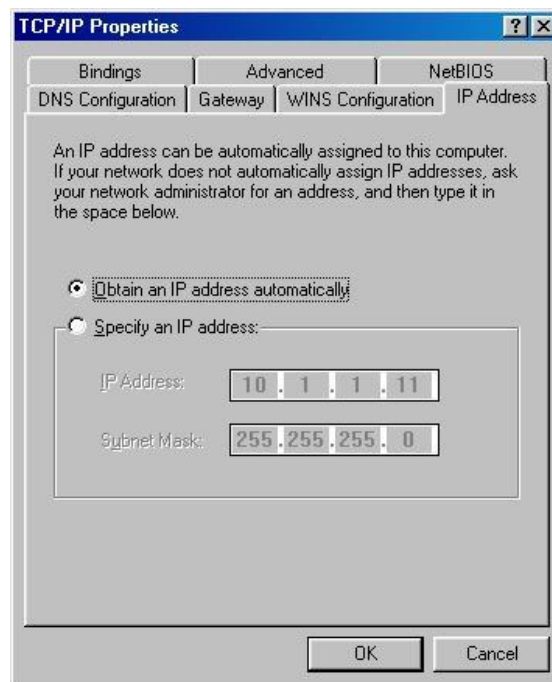 TCP/IP Properties
Bindings
Advanced
NetBIOS
DNS Configuration
Gateway
WINS Configuration
IP Address
An IP address can be automatically assigned to this computer.
If your network does not automatically assign IP addresses, ask
your network administrator for an address, and then type it in
the space below.
Obtain an IP address automatically
Specify an IP address:
IP Address: 10 . 1 . 1 . 11
Subnet Mask: 255 . 255 . 255 . 0
OK
Cancel